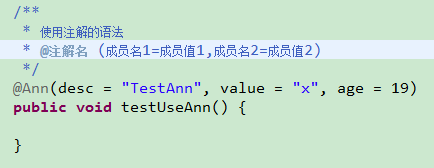 /**
* 使用注解的语法
* @注解名 (成员名1=成员值1,成员名2=成员值2)
*/
@Ann(desc = "TestAnn", value = "x", age = 19)
public void testUseAnn() {
}